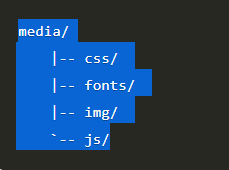 media/
    |-- css/
    |-- fonts/
    |-- img/
    `-- js/